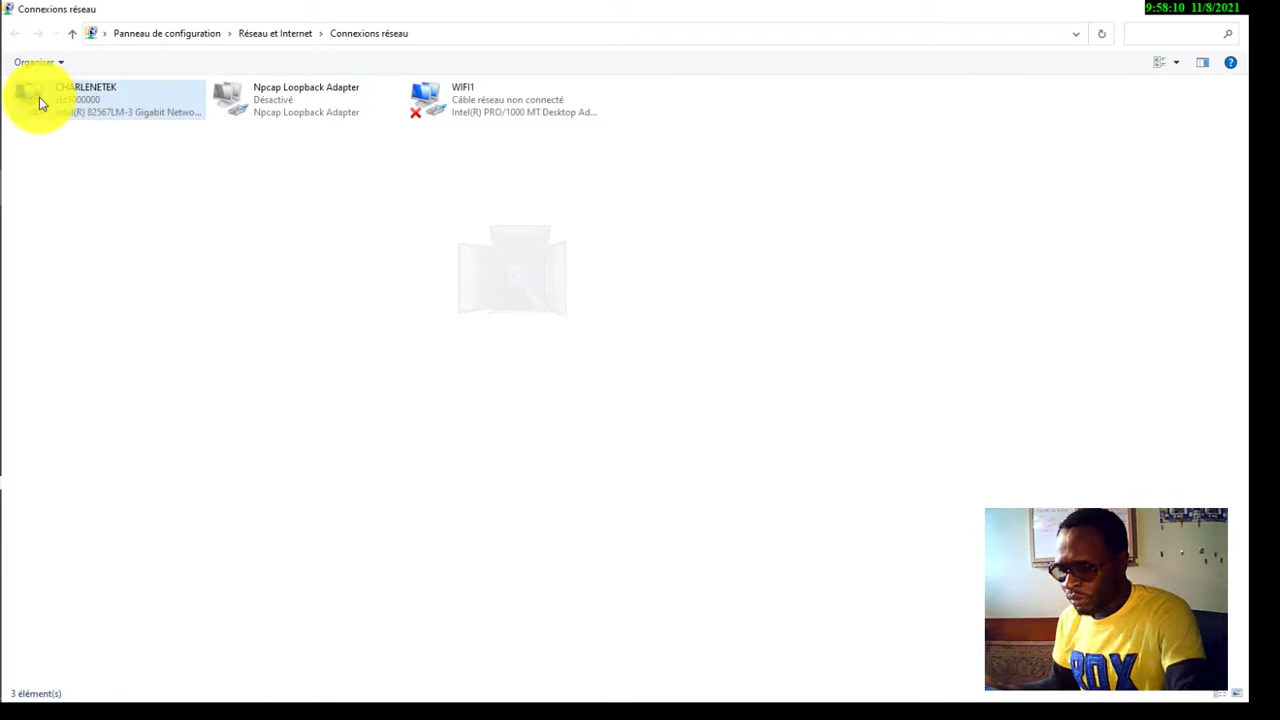 Connexions réseau
9:58:10 11/8/2021
Panneau de configuration > Réseau et Internet > Connexions réseau
Organiser
CHARLENETEK
Intel(R) 82567LM-3 Gigabit Netwo...
Npcap Loopback Adapter
Désactivé
Npcap Loopback Adapter
WIFI1
Câble réseau non connecté
Intel(R) PRO/1000 MT Desktop Ad...
3 élément(s)